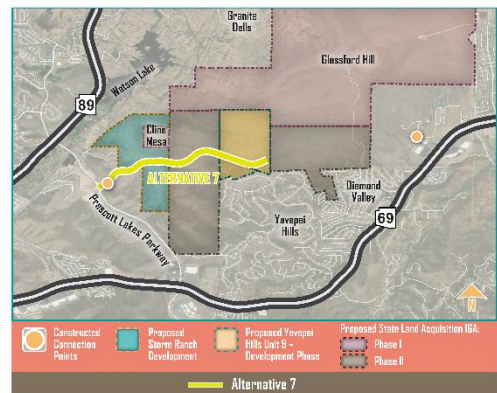 Granite
Dells
Glassford Hill
Watson Lake
89
Cline
Mesa
ALTERNATIVE 7
Prescott Lakes Parkway
Diamond
Valley
Yavapai
Hills
69
N
Constructed
Connection
Points
Proposed
Storm Ranch
Development
Proposed Yavapai
Hills Unit 9 –
Development Phase
Proposed State Land Acquisition IGA:
Phase I
Phase II
Alternative 7